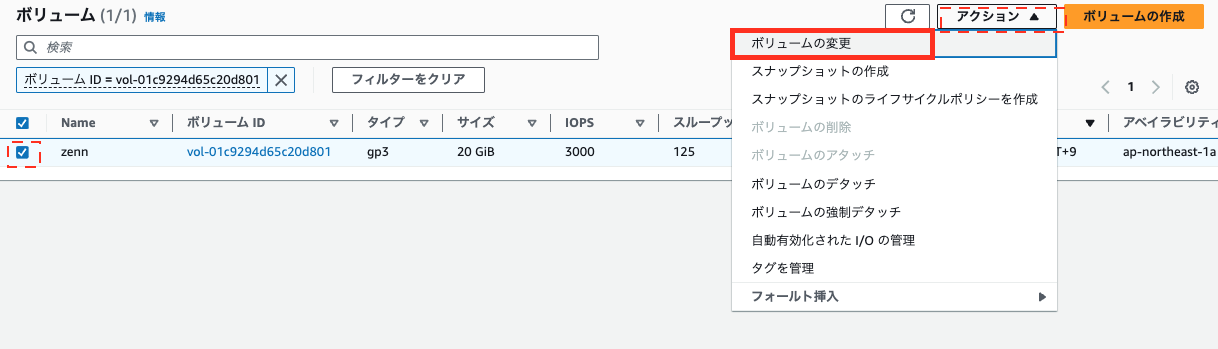 ボリューム (1/1) 情報
アクション ▲
ボリュームの作成
検索
ボリューム ID = vol-01c9294d65c20d801
フィルターをクリア
1
Name
ボリューム ID
タイプ
サイズ
IOPS
スループッ
アベイラビリティ
zenn
vol-01c9294d65c20d801
gp3
20 GiB
3000
125
T+9
ap-northeast-1a
ボリュームの変更
スナップショットの作成
スナップショットのライフサイクルポリシーを作成
ボリュームの削除
ボリュームのアタッチ
ボリュームのデタッチ
ボリュームの強制デタッチ
自動有効化された I/O の管理
タグを管理
フォールト挿入